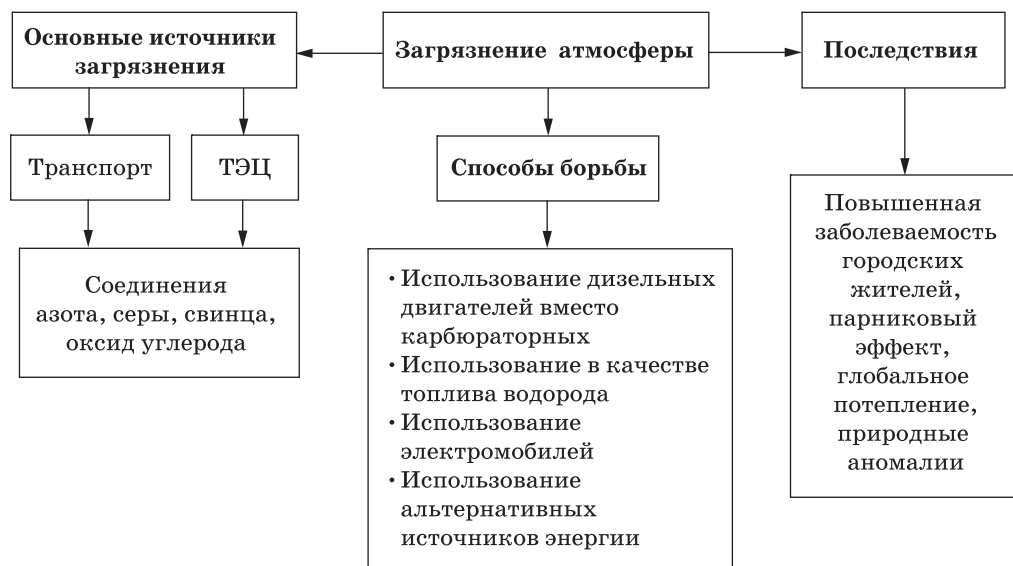 Основные источники
загрязнения
Загрязнение атмосферы
Последствия
Транспорт
ТЭЦ
Способы борьбы
Соединения
азота, серы, свинца,
оксид углерода
• Использование дизельных
двигателей вместо
карбюраторных
• Использование в качестве
топлива водорода
• Использование
электромобилей
• Использование
альтернативных
источников энергии
Повышенная
заболеваемость
городских
жителей,
парниковый
эффект,
глобальное
потепление,
природные
аномалии